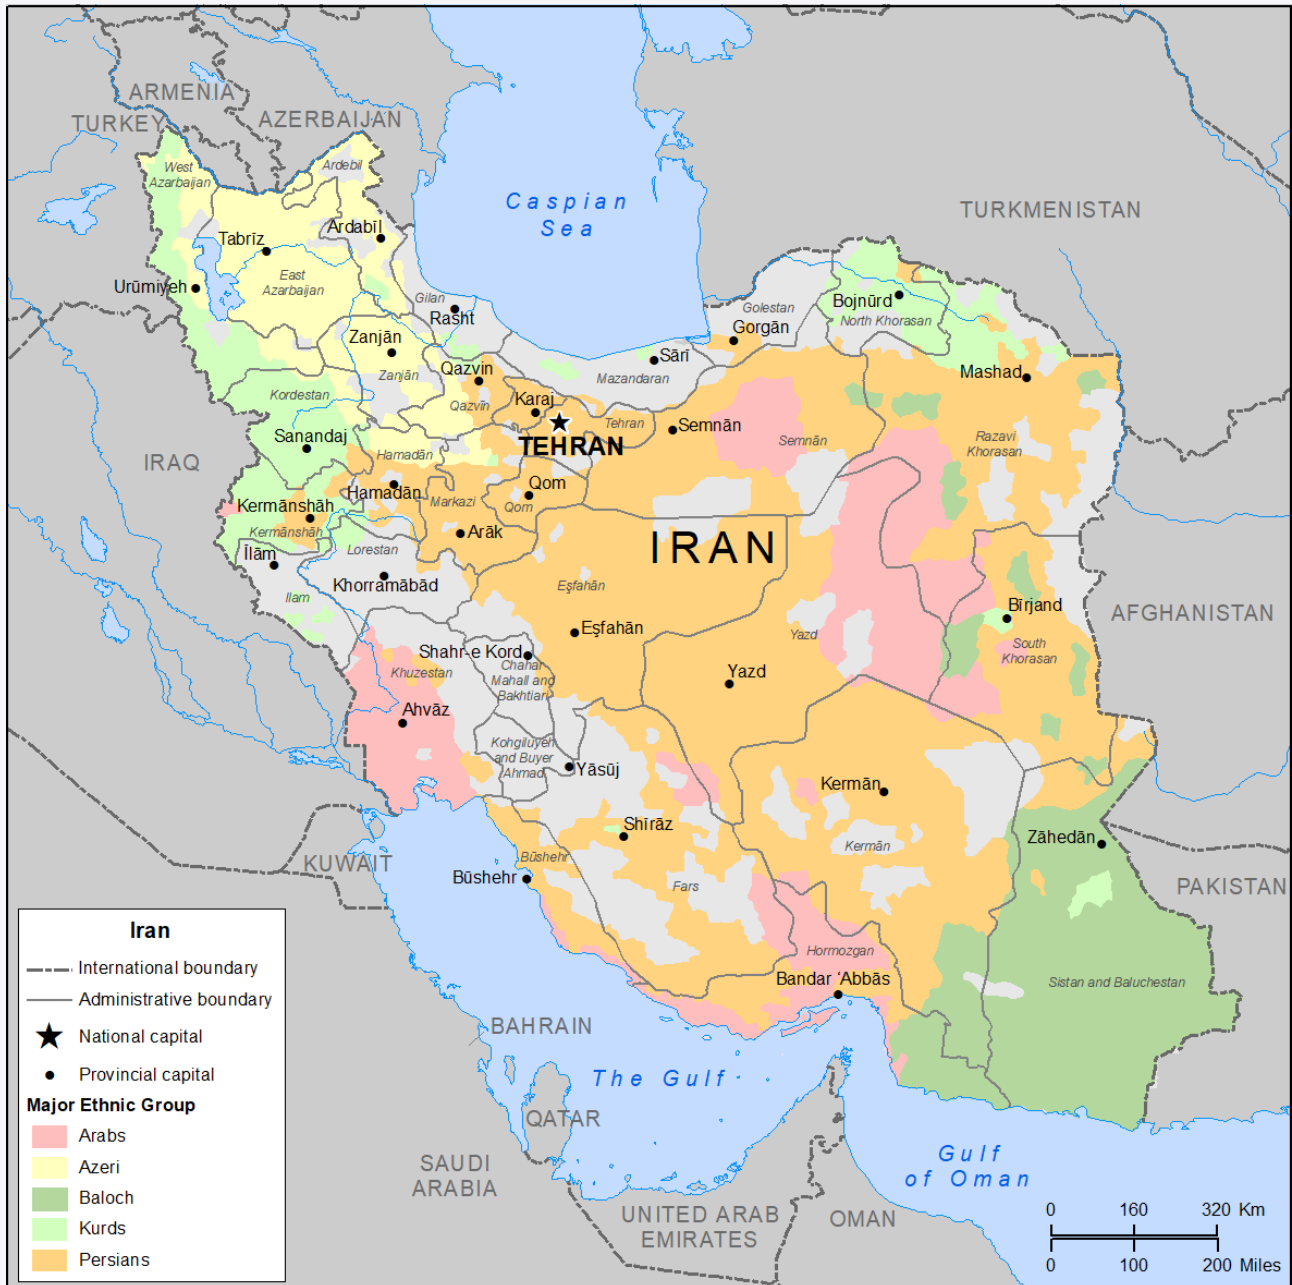 ARMENIA
TURKEY
AZERBAIJAN
West
Azarbaijan
Ardebil
Caspian
Sea
TURKMENISTAN
Tabrīz
Ardabīl
East
Azarbaijan
Urūmīyeh
Gilan
Rasht
Golestan
Gorgān
Bojnūrd
North Khorasan
Zanjān
Zanjān
Qazvin
Qazvīn
Sārī
Mazandaran
Mashad
Kordestan
Karaj
Tehran
TEHRAN
Semnān
Semnān
Razavi
Khorasan
Sanandaj
Hamadān
IRAQ
Hamadān
Markazi
Qom
Qom
Kermānshāh
Kermānshāh
Arāk
IRAN
Īlām
Lorestan
Khorramābād
Ilam
Eşfahān
Eşfahān
Bīrjand
AFGHANISTAN
Yazd
South
Khorasan
Shahr-e Kord
Chahar
Mahall and
Bakhtiari
Khuzestan
Yazd
Ahvāz
Kohgiluyeh
and Buyer
Ahmad
Yāsūj
Kermān
Kermān
Shīrāz
Zāhedān
KUWAIT
Būshehr
Būshehr
Fars
PAKISTAN
Hormozgan
Bandar ‘Abbās
Sistan and Baluchestan
BAHRAIN
The Gulf
QATAR
SAUDI
ARABIA
Gulf
of Oman
UNITED ARAB
EMIRATES
OMAN
Iran
International boundary
Administrative boundary
National capital
Provincial capital
Major Ethnic Group
Arabs
Azeri
Baloch
Kurds
Persians
0 160 320 Km
0 100 200 Miles